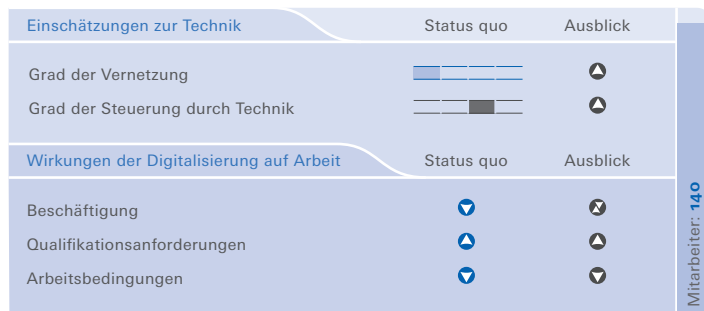 Einschätzungen zur Technik Status quo Ausblick
Grad der Vernetzung
Grad der Steuerung durch Technik
Wirkungen der Digitalisierung auf Arbeit Status quo Ausblick
Beschäftigung
Qualifikationsanforderungen
Arbeitsbedingungen
Mitarbeiter: 140